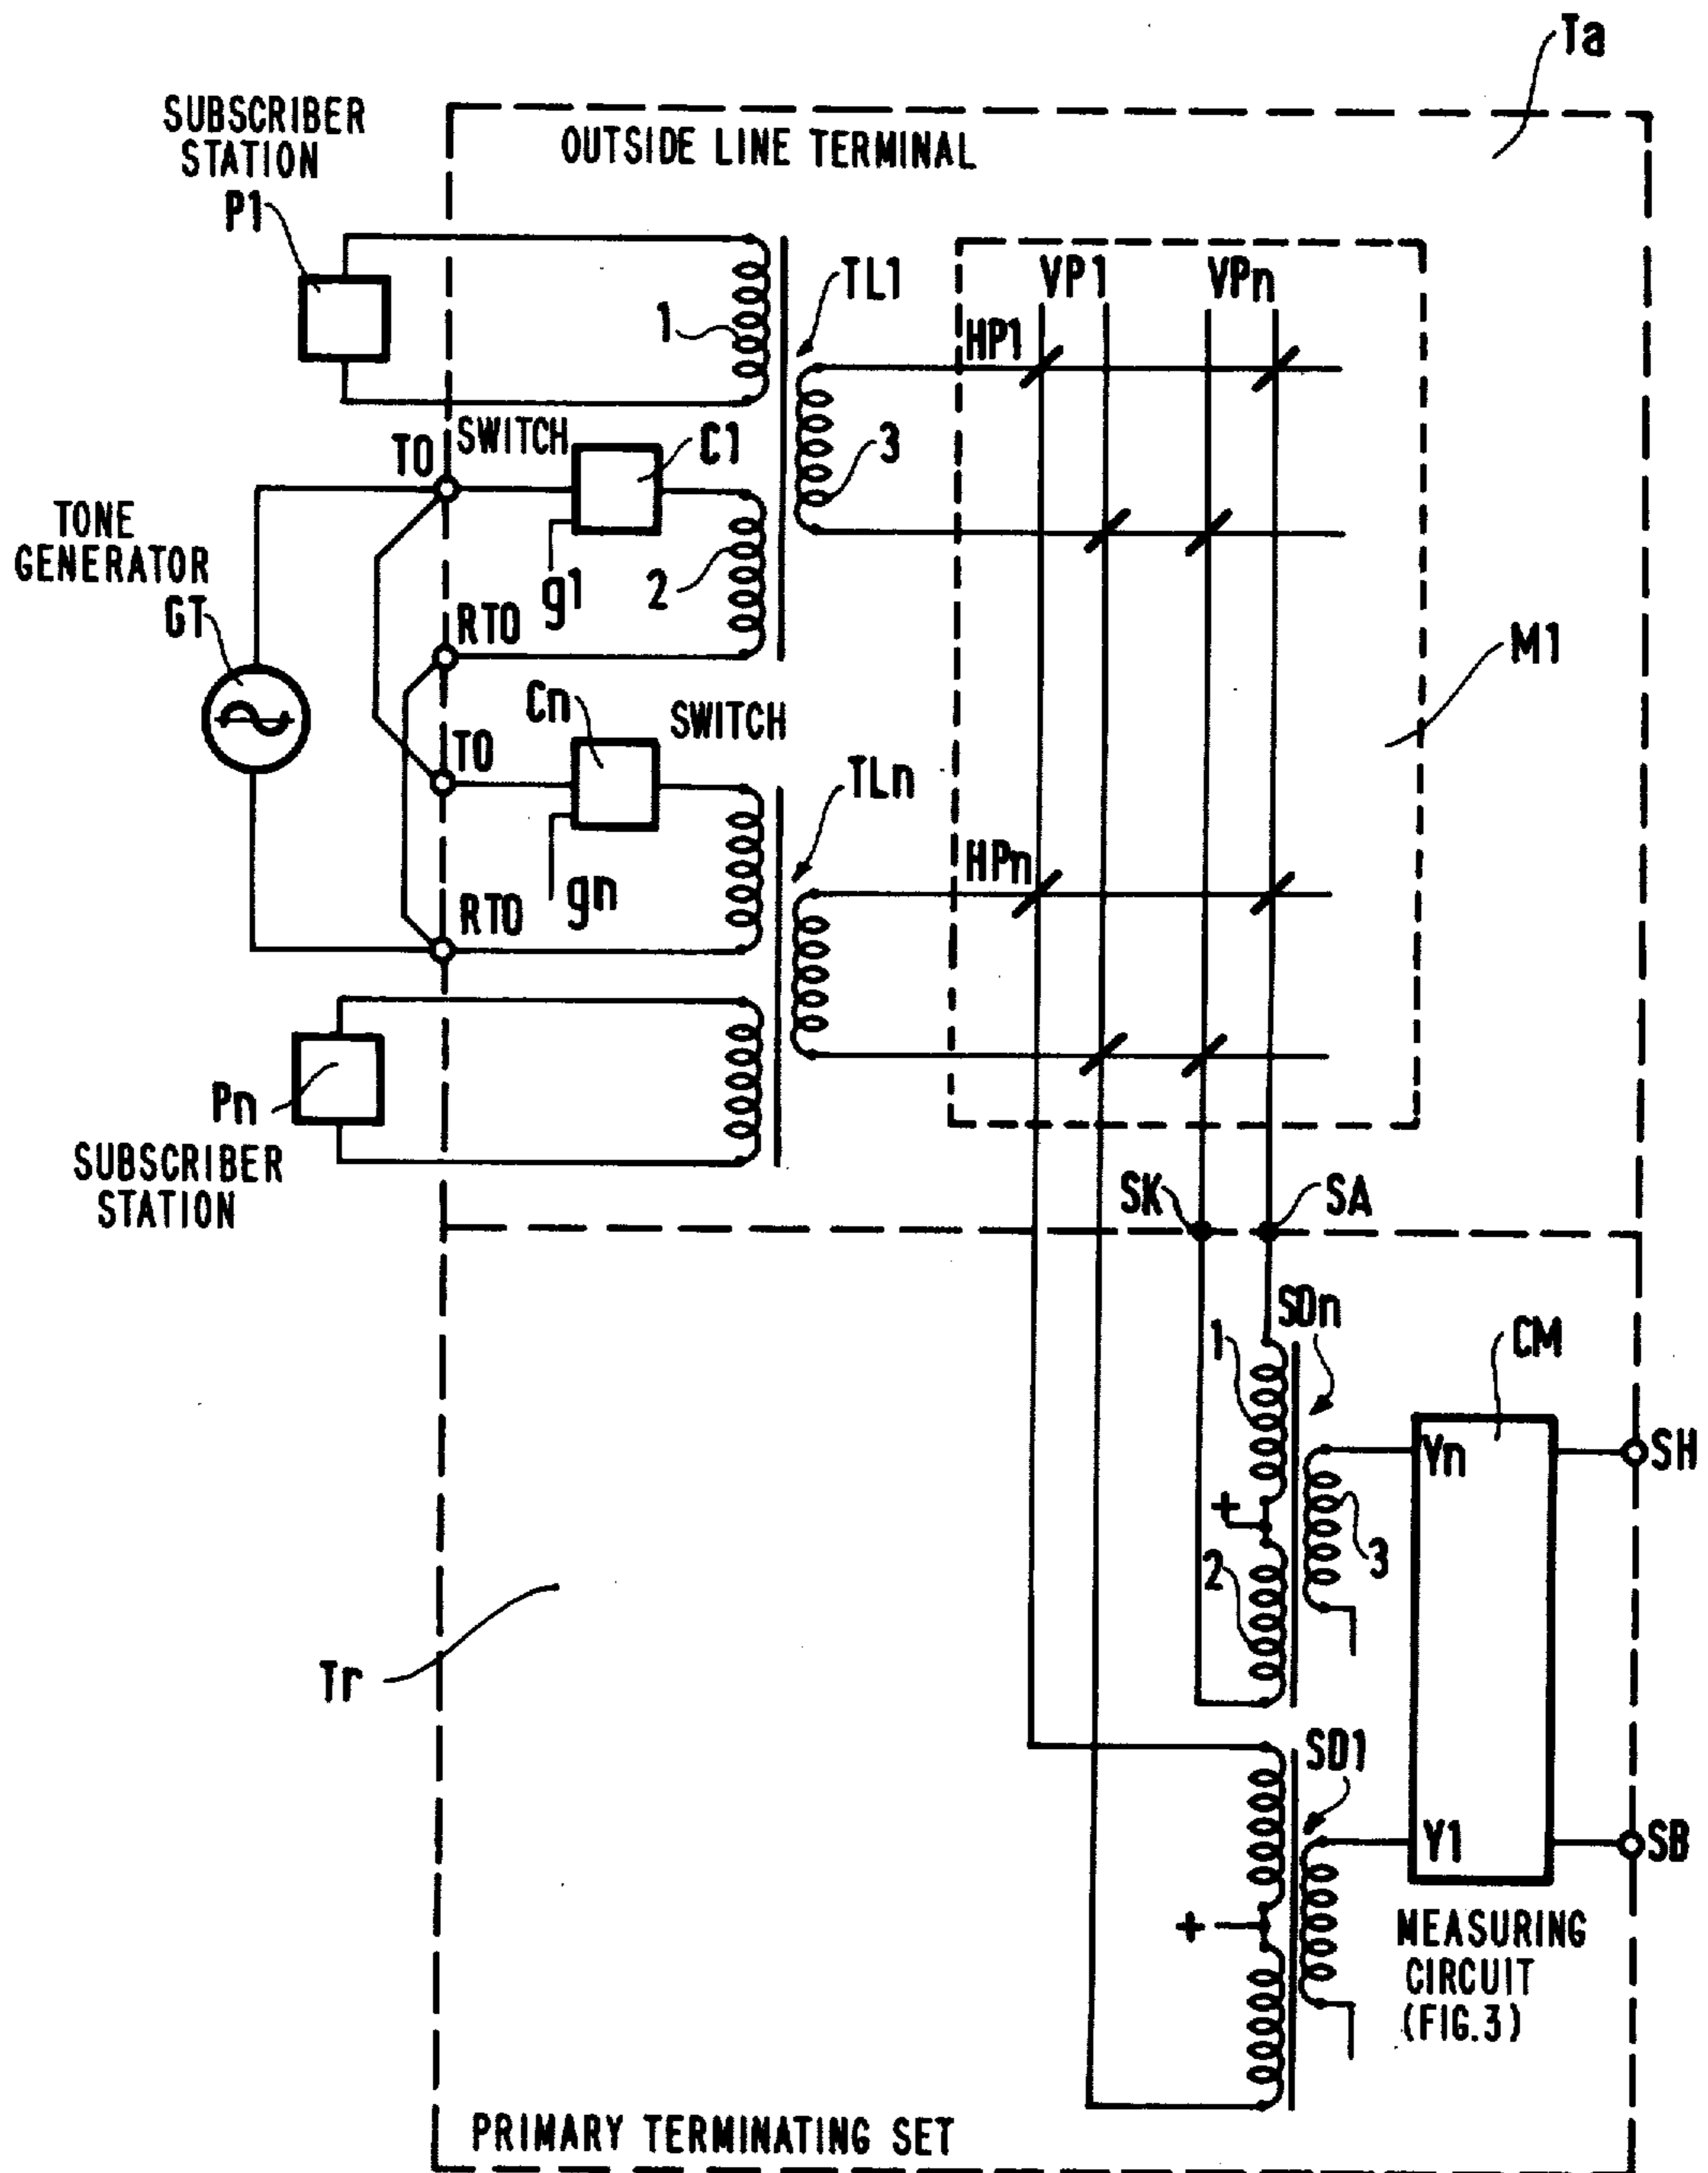 Ta
SUBSCRIBER
STATION
P1
OUTSIDE LINE TERMINAL
TL1
1
VP1
VPn
HP1
SWITCH
TO
C1
3
TONE
GENERATOR
GT
g1
2
RTO
M1
Cn
SWITCH
TO
TLn
HPn
gn
RTO
Pn
SUBSCRIBER
STATION
SK
SA
SDn
1
CM
Yn
SH
+
2
3
Tr
SD1
Y1
SB
+
MEASURING
CIRCUIT
(FIG.3)
PRIMARY TERMINATING SET